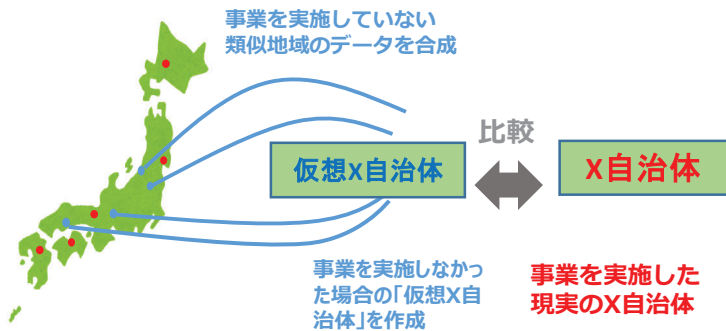 事業を実施していない
類似地域のデータを合成
比較
仮想X自治体
X自治体
事業を実施しなかっ
た場合の「仮想X自
治体」を作成
事業を実施した
現実のX自治体